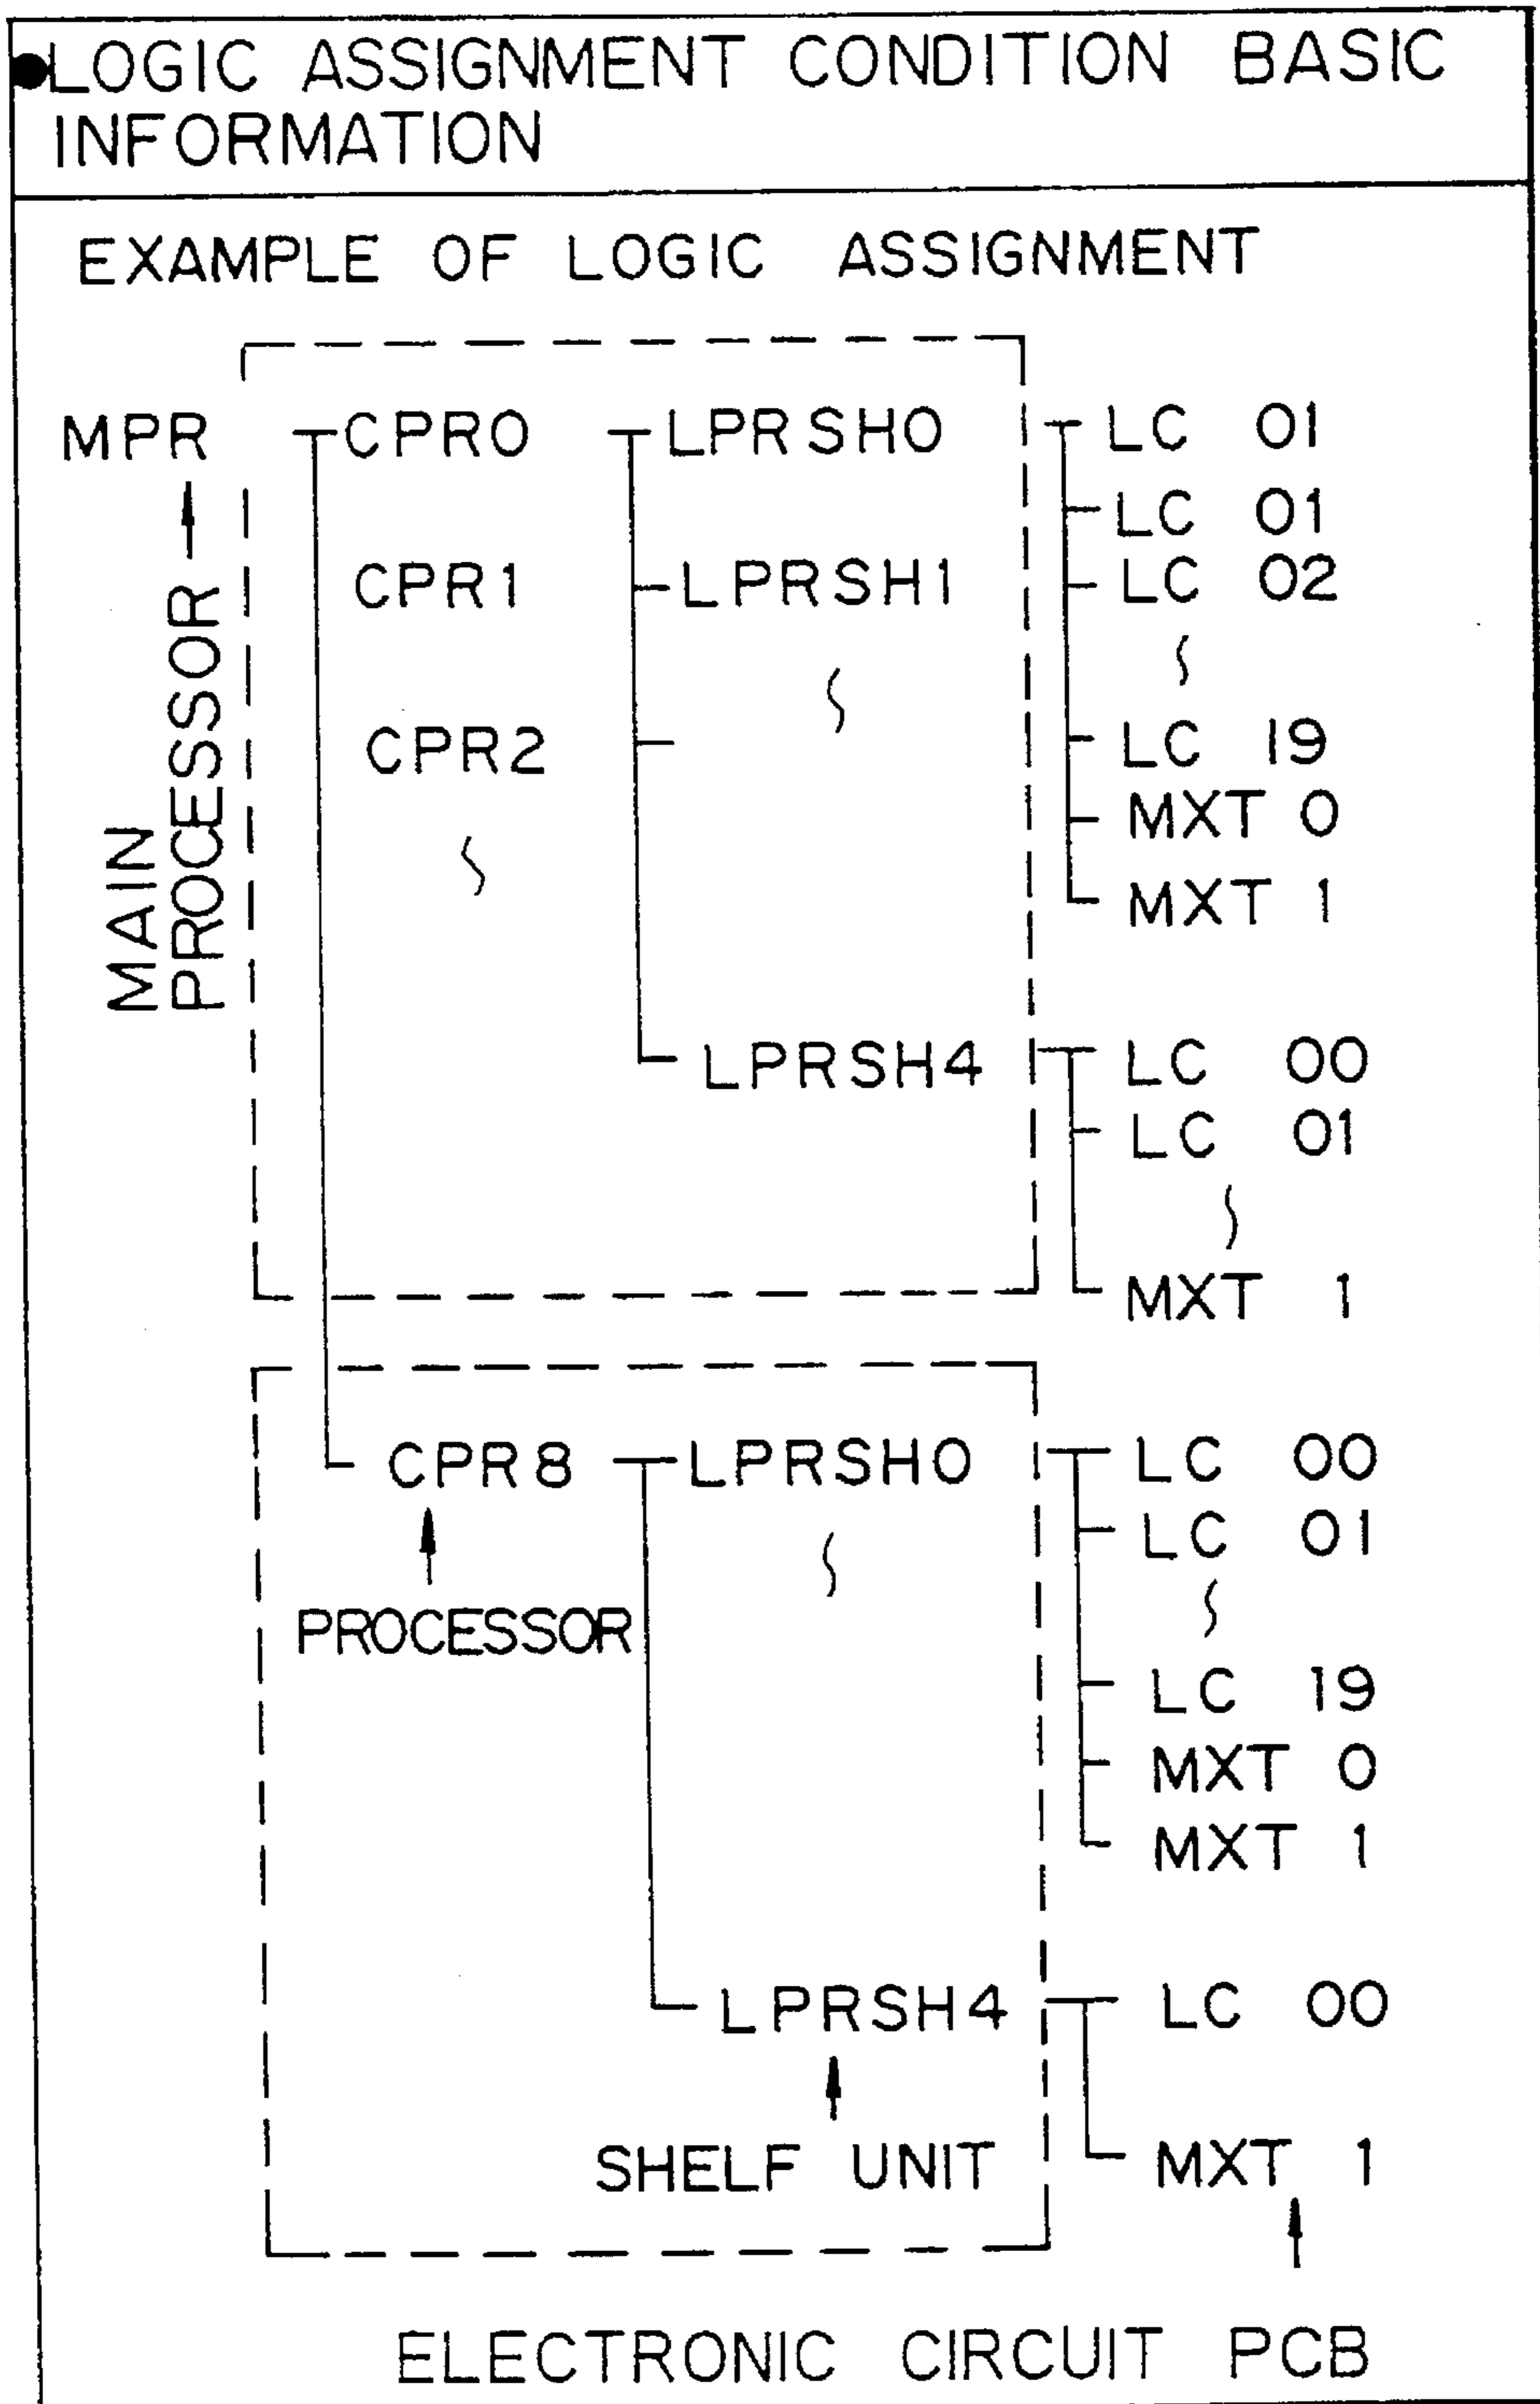 LOGIC ASSIGNMENT CONDITION BASIC
INFORMATION
EXAMPLE OF LOGIC ASSIGNMENT
MPR CPR0 LPRSH0 LC 01
LC 01
CPR1 LPRSH1 LC 02
CPR2 LC 19
MXT 0
MXT 1
MAIN
PROCESSOR
LPRSH4 LC 00
LC 01
MXT 1
CPR8 LPRSH0 LC 00
LC 01
PROCESSOR
LC 19
MXT 0
MXT 1
LPRSH4 LC 00
SHELF UNIT MXT 1
ELECTRONIC CIRCUIT PCB